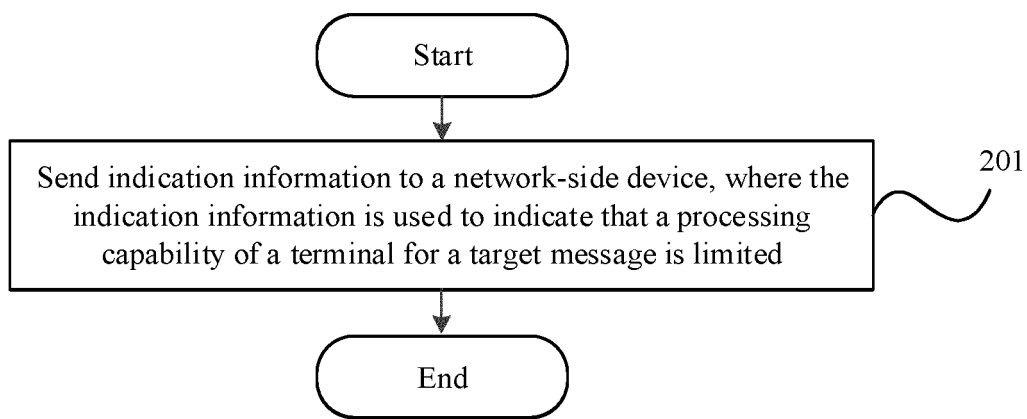 Start
Send indication information to a network-side device, where the
indication information is used to indicate that a processing
capability of a terminal for a target message is limited
201
End